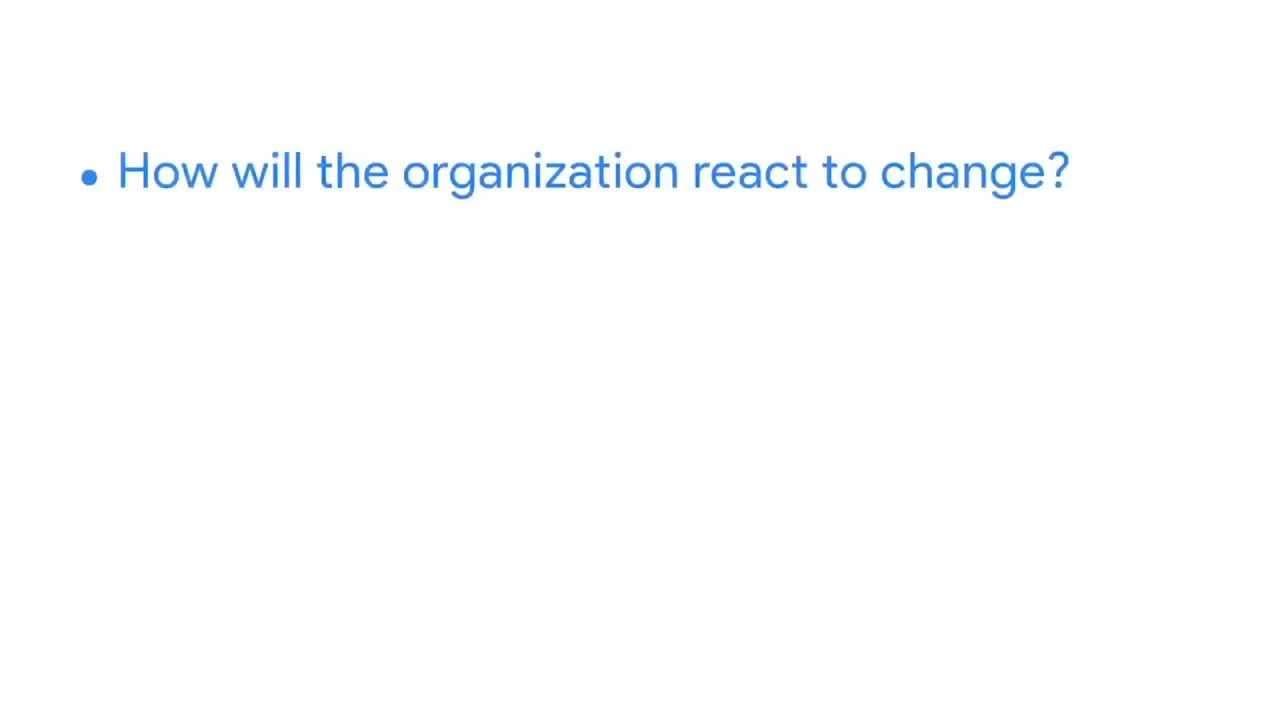 • How will the organization react to change?